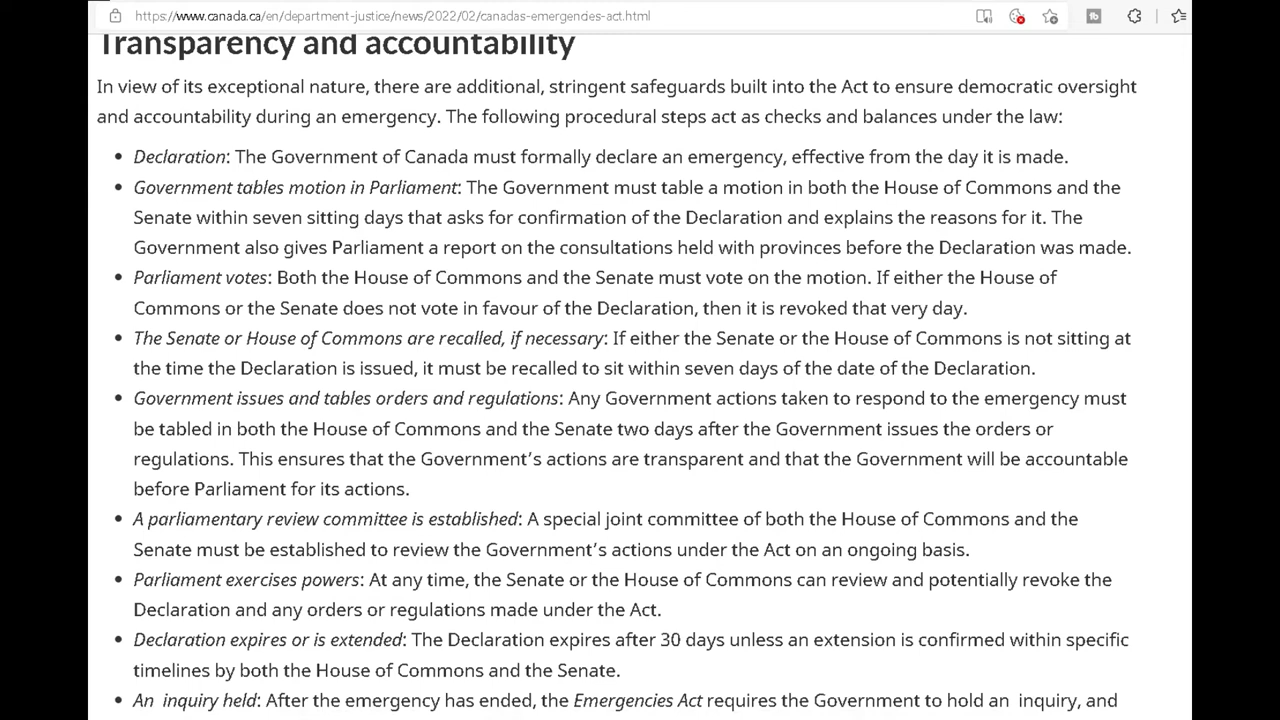 https://www.canada.ca/en/department-justice/news/2022/02/canadas-emergencies-act.html
Transparency and accountability
In view of its exceptional nature, there are additional, stringent safeguards built into the Act to ensure democratic oversight
and accountability during an emergency. The following procedural steps act as checks and balances under the law:
• Declaration: The Government of Canada must formally declare an emergency, effective from the day it is made.
• Government tables motion in Parliament: The Government must table a motion in both the House of Commons and the
Senate within seven sitting days that asks for confirmation of the Declaration and explains the reasons for it. The
Government also gives Parliament a report on the consultations held with provinces before the Declaration was made.
• Parliament votes: Both the House of Commons and the Senate must vote on the motion. If either the House of
Commons or the Senate does not vote in favour of the Declaration, then it is revoked that very day.
• The Senate or House of Commons are recalled, if necessary: If either the Senate or the House of Commons is not sitting at
the time the Declaration is issued, it must be recalled to sit within seven days of the date of the Declaration.
• Government issues and tables orders and regulations: Any Government actions taken to respond to the emergency must
be tabled in both the House of Commons and the Senate two days after the Government issues the orders or
regulations. This ensures that the Government’s actions are transparent and that the Government will be accountable
before Parliament for its actions.
• A parliamentary review committee is established: A special joint committee of both the House of Commons and the
Senate must be established to review the Government’s actions under the Act on an ongoing basis.
• Parliament exercises powers: At any time, the Senate or the House of Commons can review and potentially revoke the
Declaration and any orders or regulations made under the Act.
• Declaration expires or is extended: The Declaration expires after 30 days unless an extension is confirmed within specific
timelines by both the House of Commons and the Senate.
• An inquiry held: After the emergency has ended, the Emergencies Act requires the Government to hold an inquiry, and